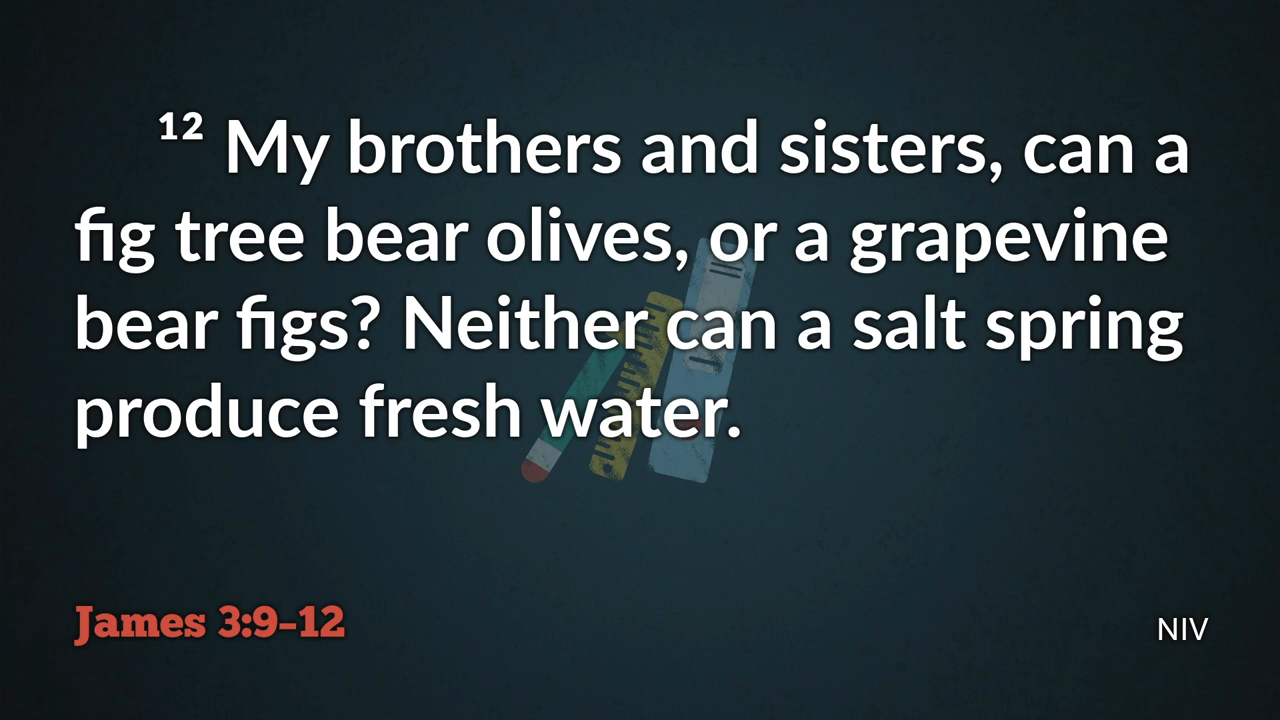 ¹² My brothers and sisters, can a
fig tree bear olives, or a grapevine
bear figs? Neither can a salt spring
produce fresh water.
James 3:9-12
NIV